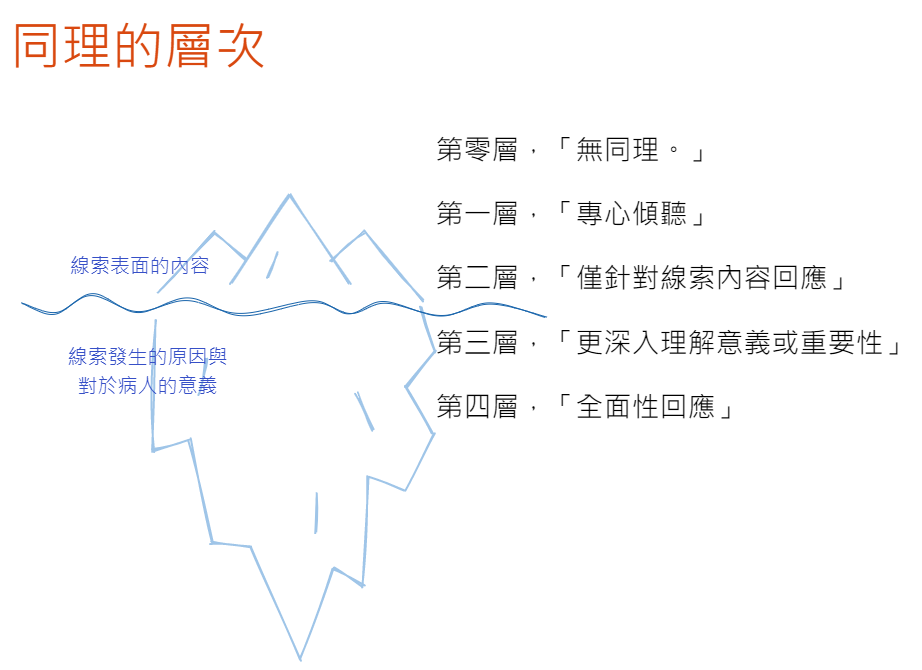 同理的層次
第零層，「無同理。」
第一層，「專心傾聽」
第二層，「僅針對線索內容回應」
第三層，「更深入理解意義或重要性」
第四層，「全面性回應」
線索表面的內容
線索發生的原因與
對於病人的意義